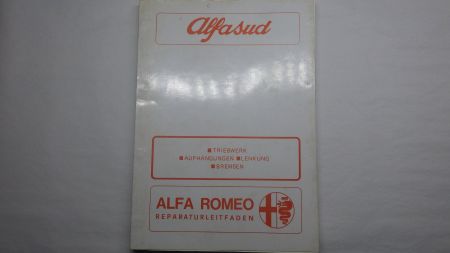 alfasud
■ TRIEBWERK
■ AUFHÄNGUNGEN ■ LENKUNG
■ BREMSEN
ALFA ROMEO
REPARATURLEITFADEN